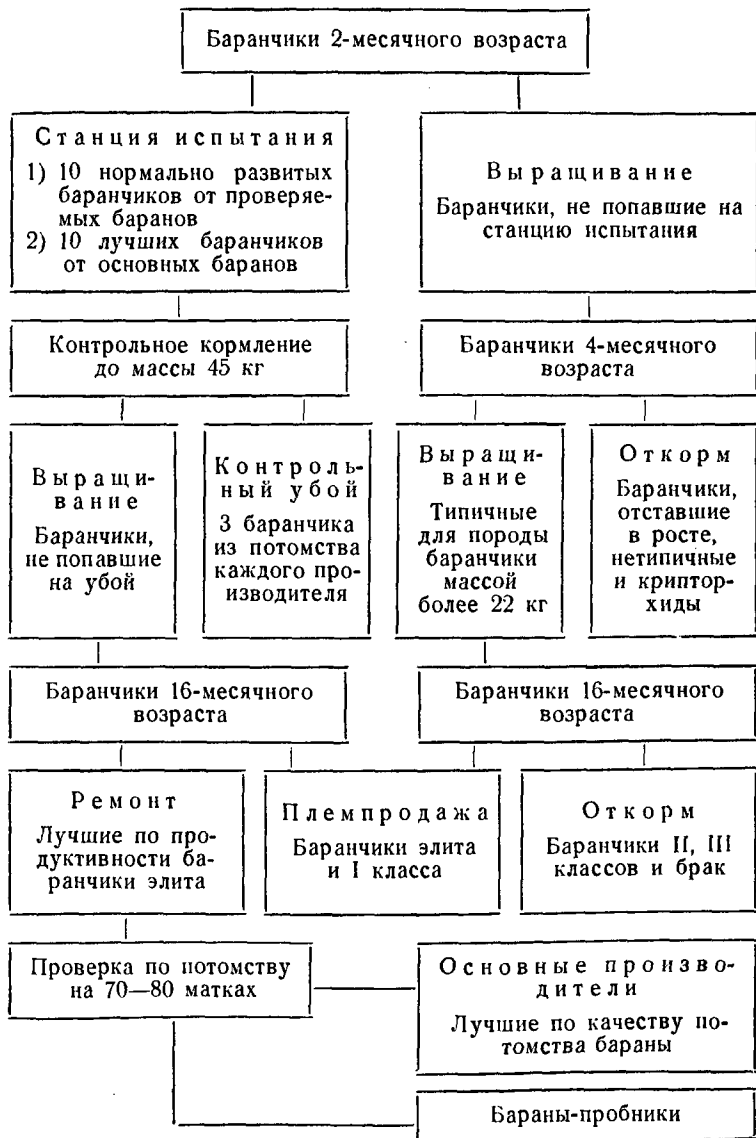 Баранчики 2-месячного возраста
Станция испытания
1) 10 нормально развитых
баранчиков от проверяе-
мых баранов
2) 10 лучших баранчиков
от основных баранов
Выращивание
Баранчики, не попавшие на
станцию испытания
Контрольное кормление
до массы 45 кг
Баранчики 4-месячного
возраста
Выращи-
вание
Баранчики,
не попавшие
на убой
Контроль-
ный убой
3 баранчика
из потомства
каждого про-
изводителя
Выращи-
вание
Типичные
для породы
баранчики
массой
более 22 кг
Откорм
Баранчики,
отставшие
в росте,
нетипичные
и криптор-
хиды
Баранчики 16-месячного
возраста
Баранчики 16-месячного
возраста
Ремонт
Лучшие по про-
дуктивности ба-
ранчики элита
Племпродажа
Баранчики элита
и I класса
Откорм
Баранчики II, III
классов и брак
Проверка по потомству
на 70—80 матках
Основные произво-
дители
Лучшие по качеству по-
томства бараны
Бараны-пробники